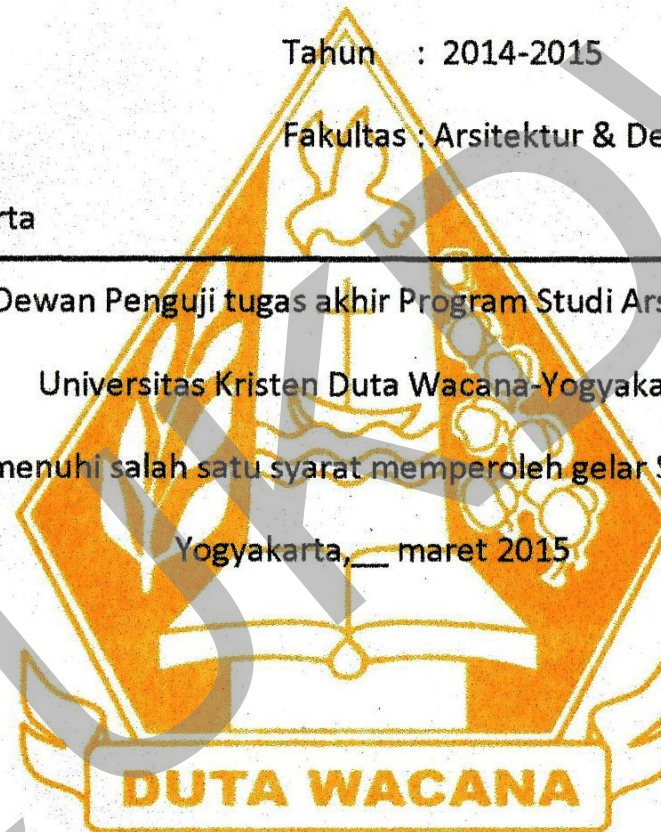 Tahun : 2014-2015
Fakultas : Arsitektur & De
rta
Dewan Penguji tugas akhir Program Studi Ars
Universitas Kristen Duta Wacana-Yogyaka
menuhi salah satu syarat memperoleh gelar S
Yogyakarta,__ maret 2015
DUTA WACANA